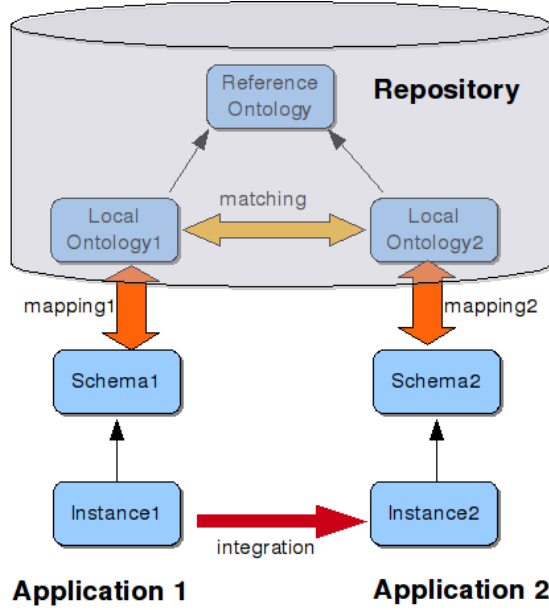 Reference
Ontology
Repository
Local
Ontology1
matching
Local
Ontology2
mapping1
mapping2
Schema1
Schema2
Instance1
integration
Instance2
Application 1
Application 2